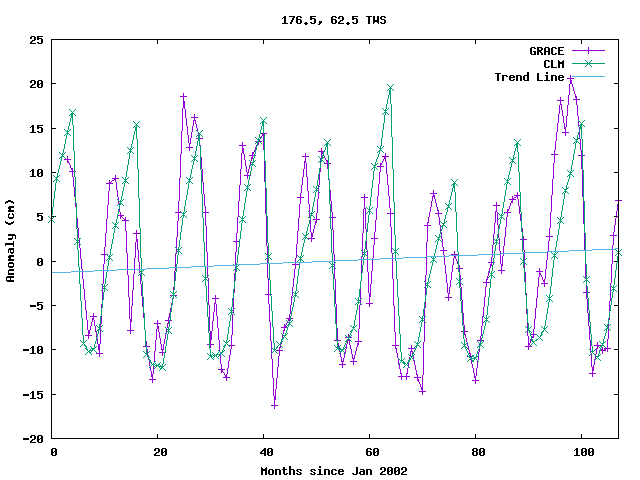 176.5, 62.5 TWS
GRACE
CLM
Trend Line
25
20
15
10
5
0
-5
-10
-15
-20
Anomaly (cm)
0 20 40 60 80 100
Months since Jan 2002